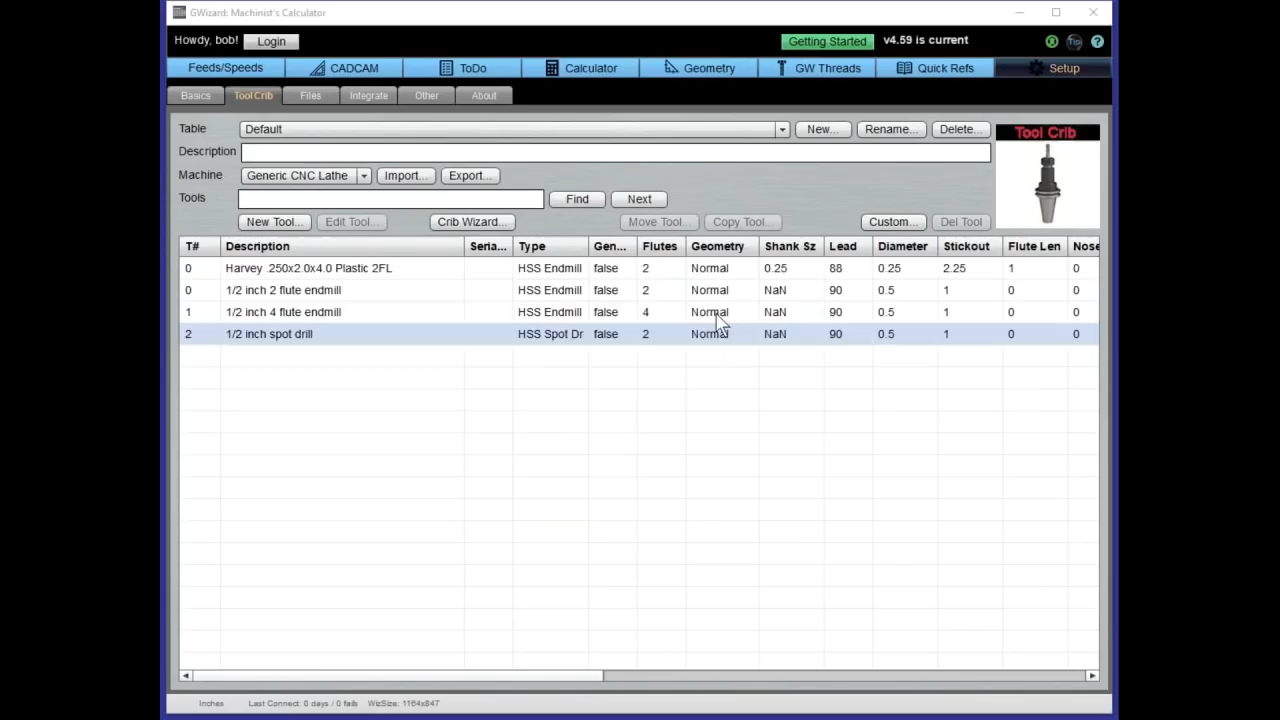 GWizard: Machinist's Calculator
Howdy, bob! Login Getting Started v4.59 is current Tip ?
Feeds/Speeds CADCAM ToDo Calculator Geometry GW Threads Quick Refs Setup
Basics Tool Crib Files Integrate Other About
Table Default New... Rename... Delete... Tool Crib
Description
Machine Generic CNC Lathe Import... Export...
Tools Find Next
New Tool... Edit Tool... Crib Wizard... Move Tool... Copy Tool... Custom... Del Tool
T# Description Seria... Type Gen... Flutes Geometry Shank Sz Lead Diameter Stickout Flute Len Nose
0 Harvey .250x2.0x4.0 Plastic 2FL HSS Endmill false 2 Normal 0.25 88 0.25 2.25 1 0
0 1/2 inch 2 flute endmill HSS Endmill false 2 Normal NaN 90 0.5 1 0 0
1 1/2 inch 4 flute endmill HSS Endmill false 4 Normal NaN 90 0.5 1 0 0
2 1/2 inch spot drill HSS Spot Dr false 2 Normal NaN 90 0.5 1 0 0
Inches Last Connect: 0 days / 0 fails WizSize: 1164x847